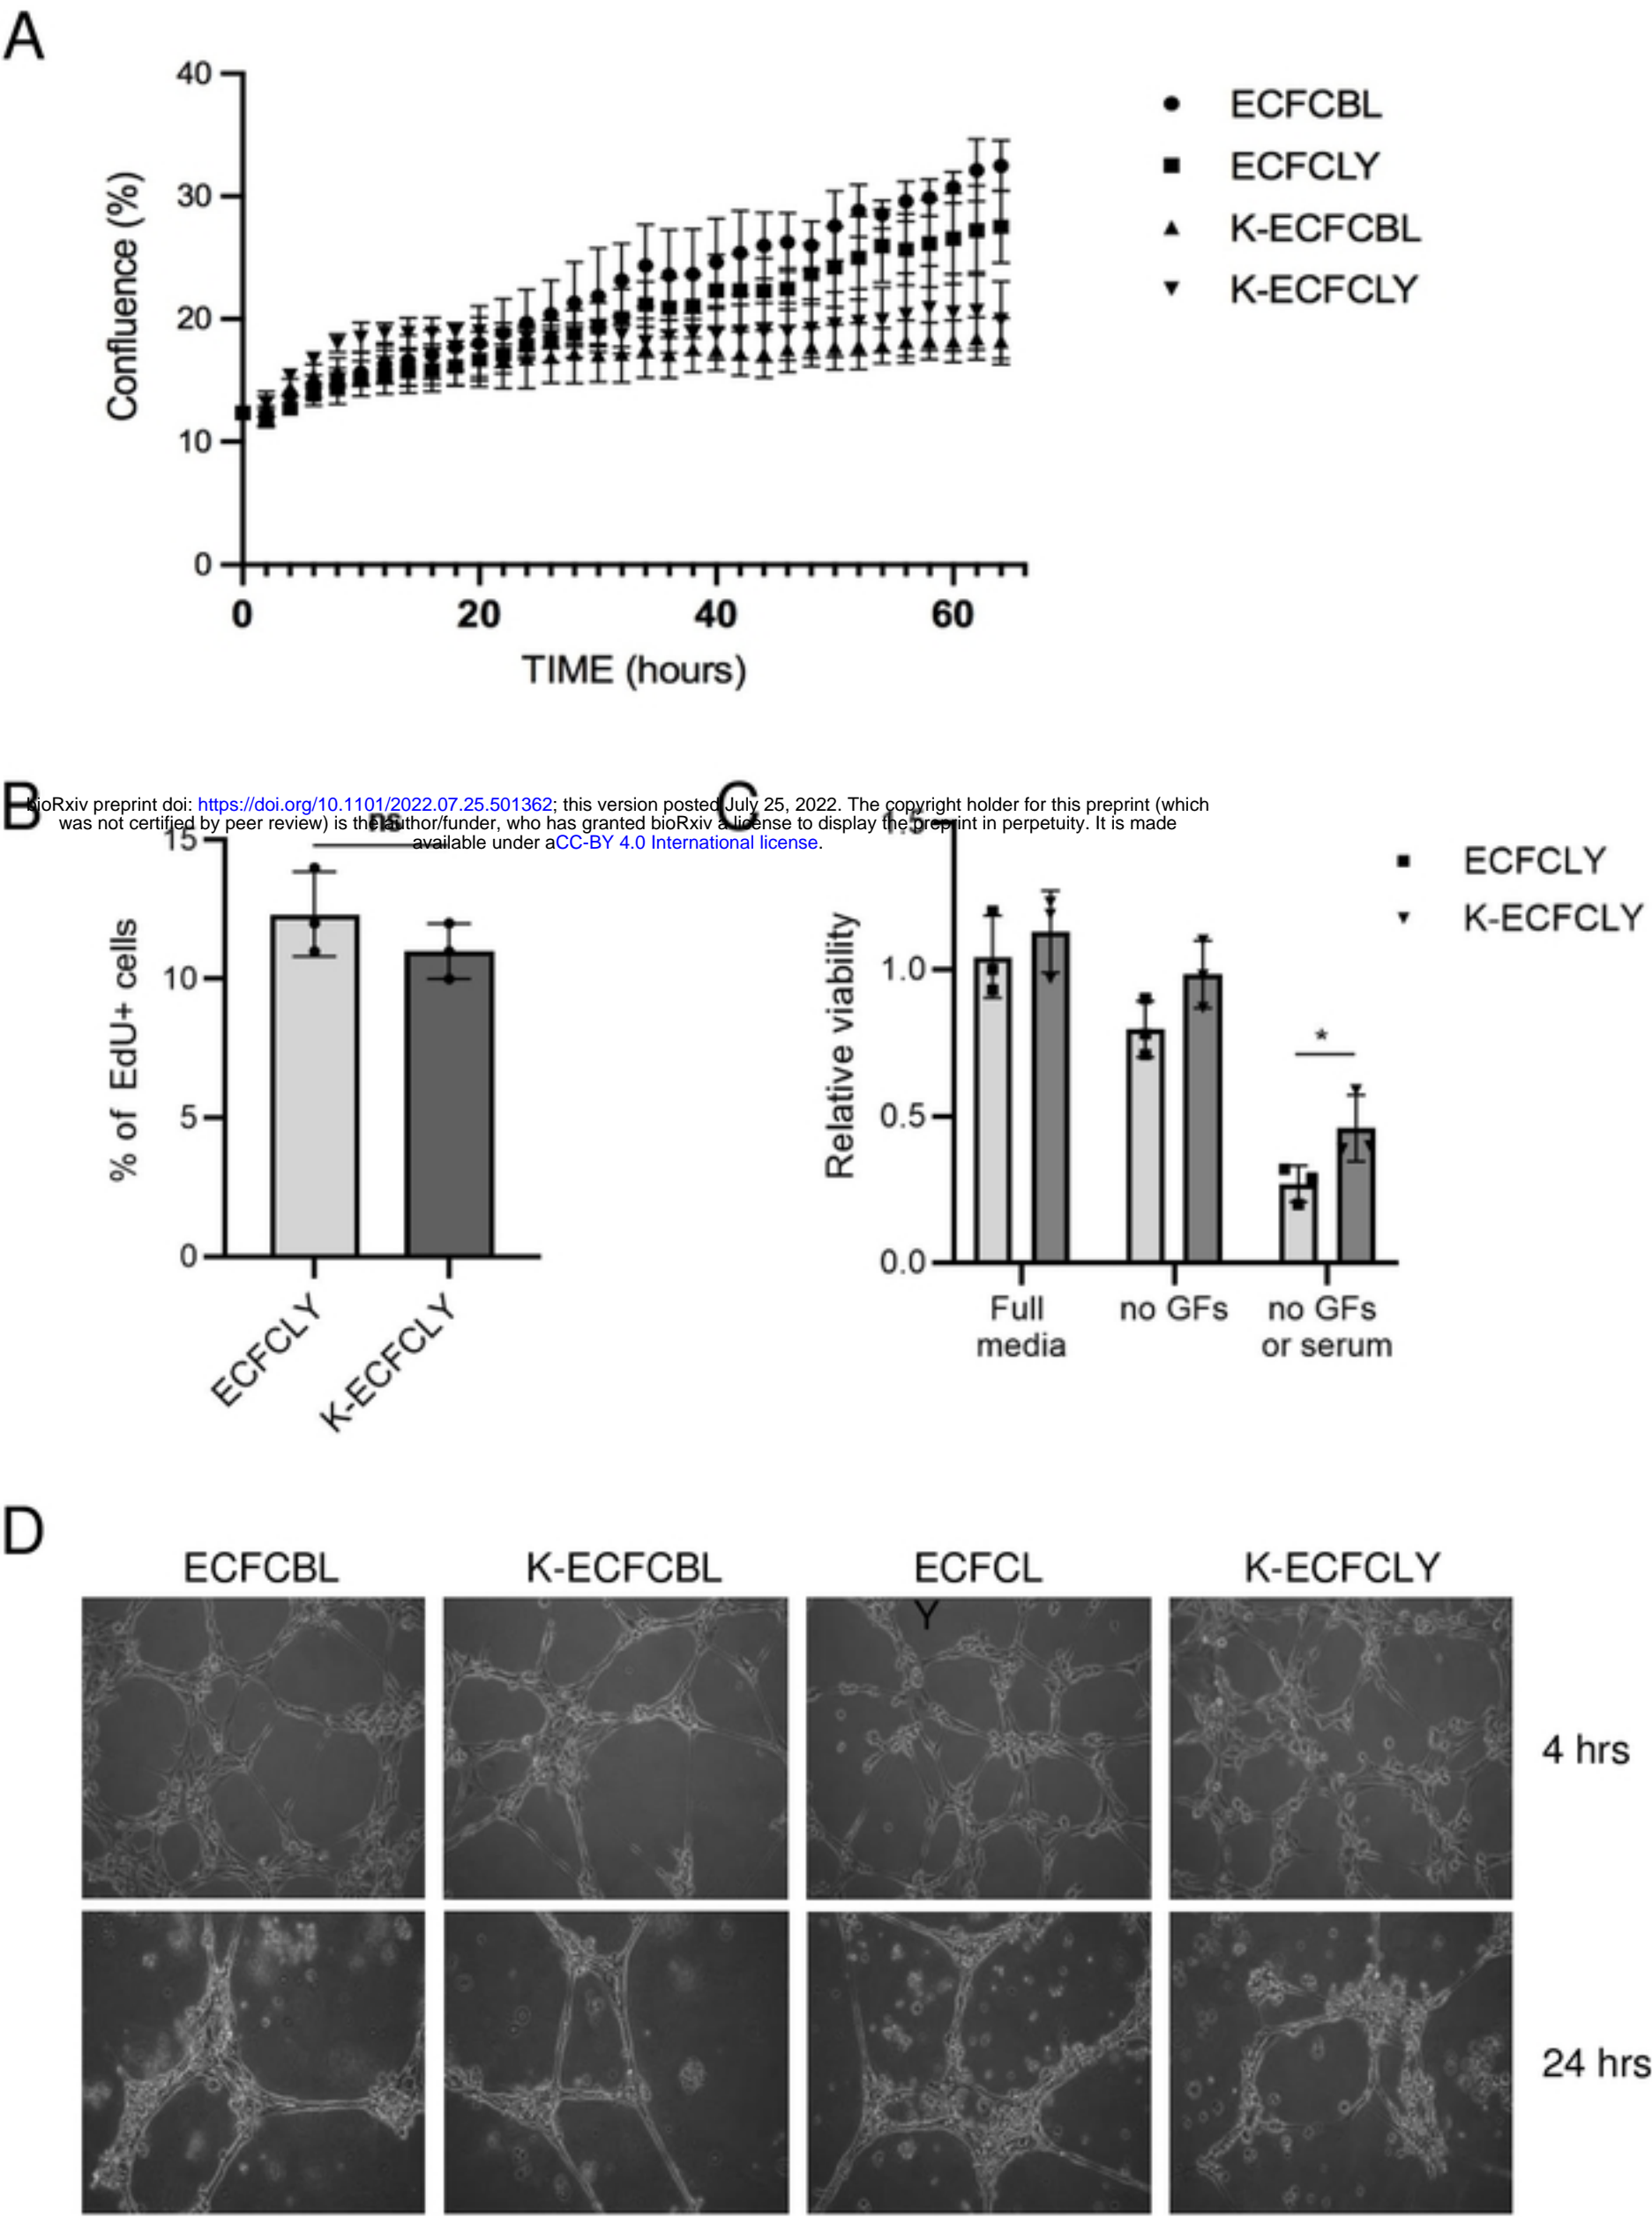 A
40
30
20
10
0
Confluence (%)
0 20 40 60
TIME (hours)
ECFCBL
ECFCLY
K-ECFCBL
K-ECFCLY
B
C
bioRxiv preprint doi: https://doi.org/10.1101/2022.07.25.501362; this version posted July 25, 2022. The copyright holder for this preprint (which
was not certified by peer review) is the author/funder, who has granted bioRxiv a license to display the preprint in perpetuity. It is made
available under aCC-BY 4.0 International license.
ns
15
10
5
0
% of EdU+ cells
ECFCLY
K-ECFCLY
1.5
1.0
0.5
0.0
Relative viability
*
Full
media
no GFs
no GFs
or serum
ECFCLY
K-ECFCLY
D
ECFCBL
K-ECFCBL
ECFCL
Y
K-ECFCLY
4 hrs
24 hrs